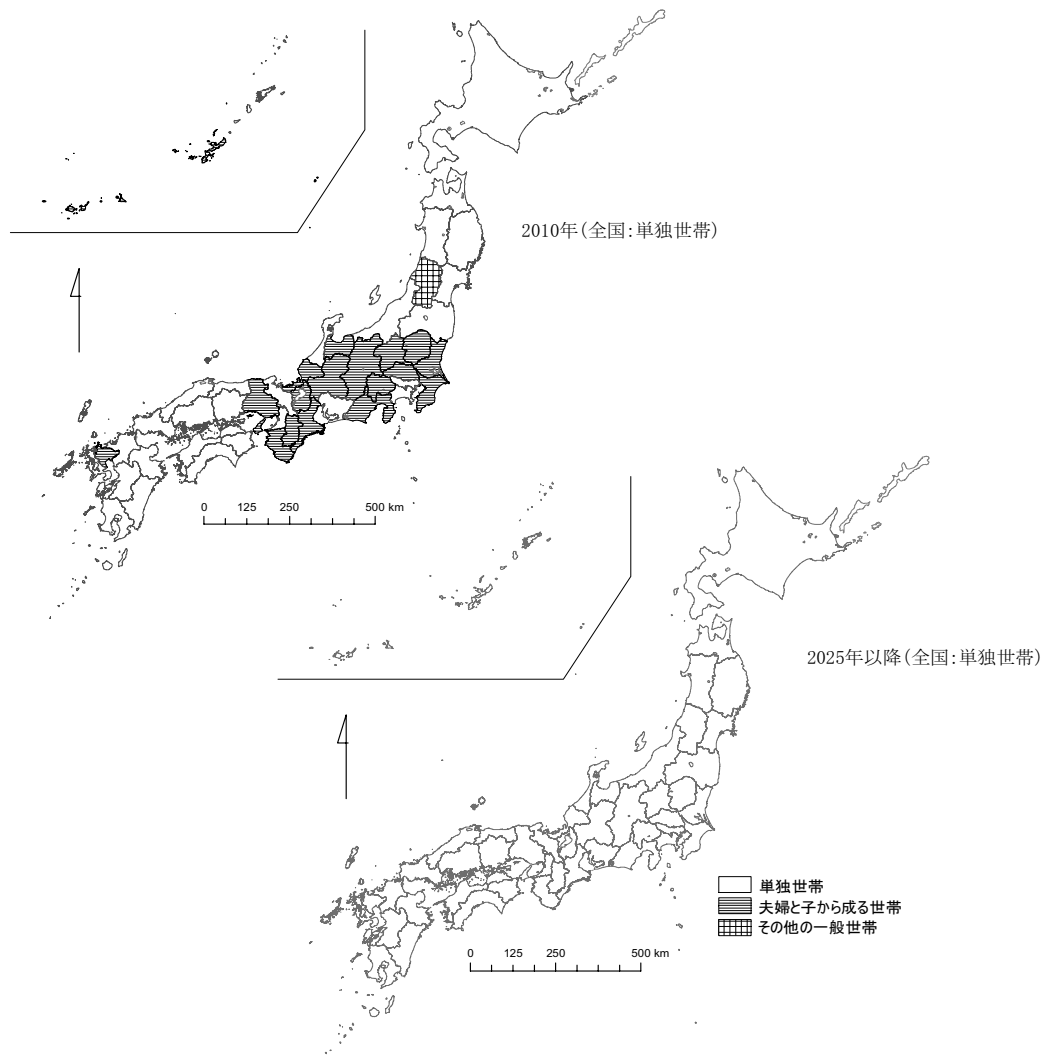 2010年(全国:単独世帯)
0 125 250 500 km
2025年以降(全国:単独世帯)
単独世帯
夫婦と子から成る世帯
その他の一般世帯
0 125 250 500 km